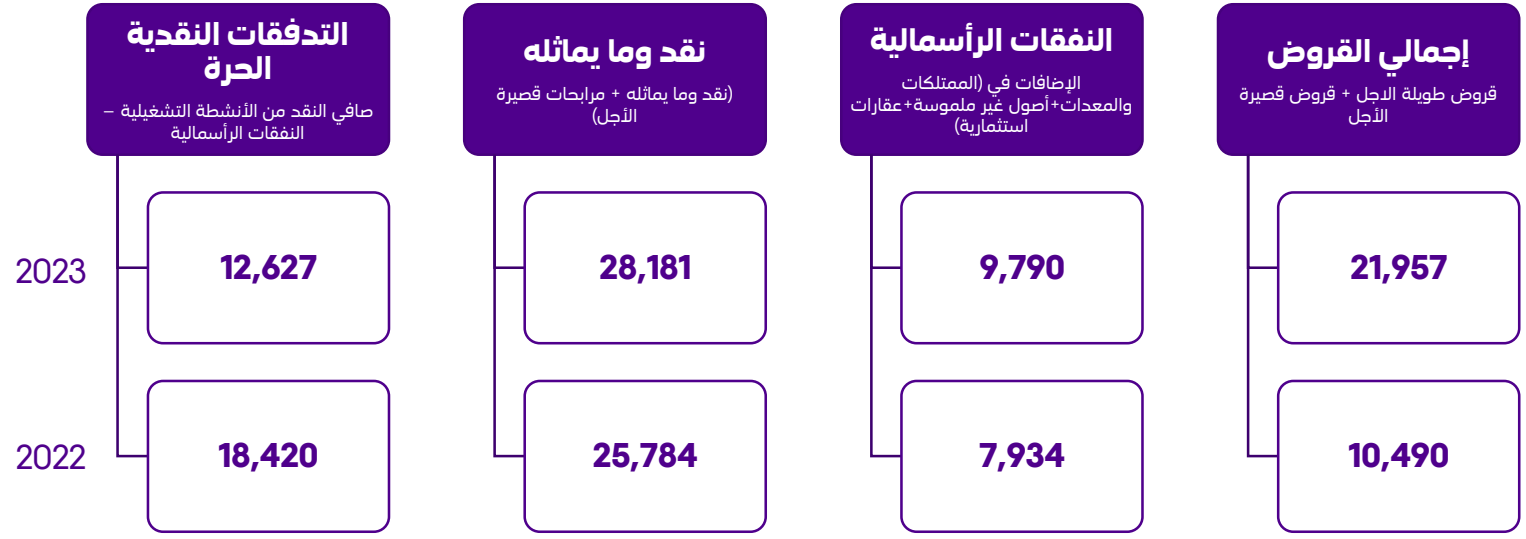 إجمالي القروض
قروض طويلة الاجل + قروض قصيرة
الأجل
النفقات الرأسمالية
الإضافات في (الممتلكات
والمعدات+أصول غير ملموسة+عقارات
استثمارية)
نقد وما يماثله
(نقد وما يماثله + مرابحات قصيرة
الأجل)
التدفقات النقدية
الحرة
صافي النقد من الأنشطة التشغيلية –
النفقات الرأسمالية
21,957
9,790
28,181
12,627
2023
10,490
7,934
25,784
18,420
2022